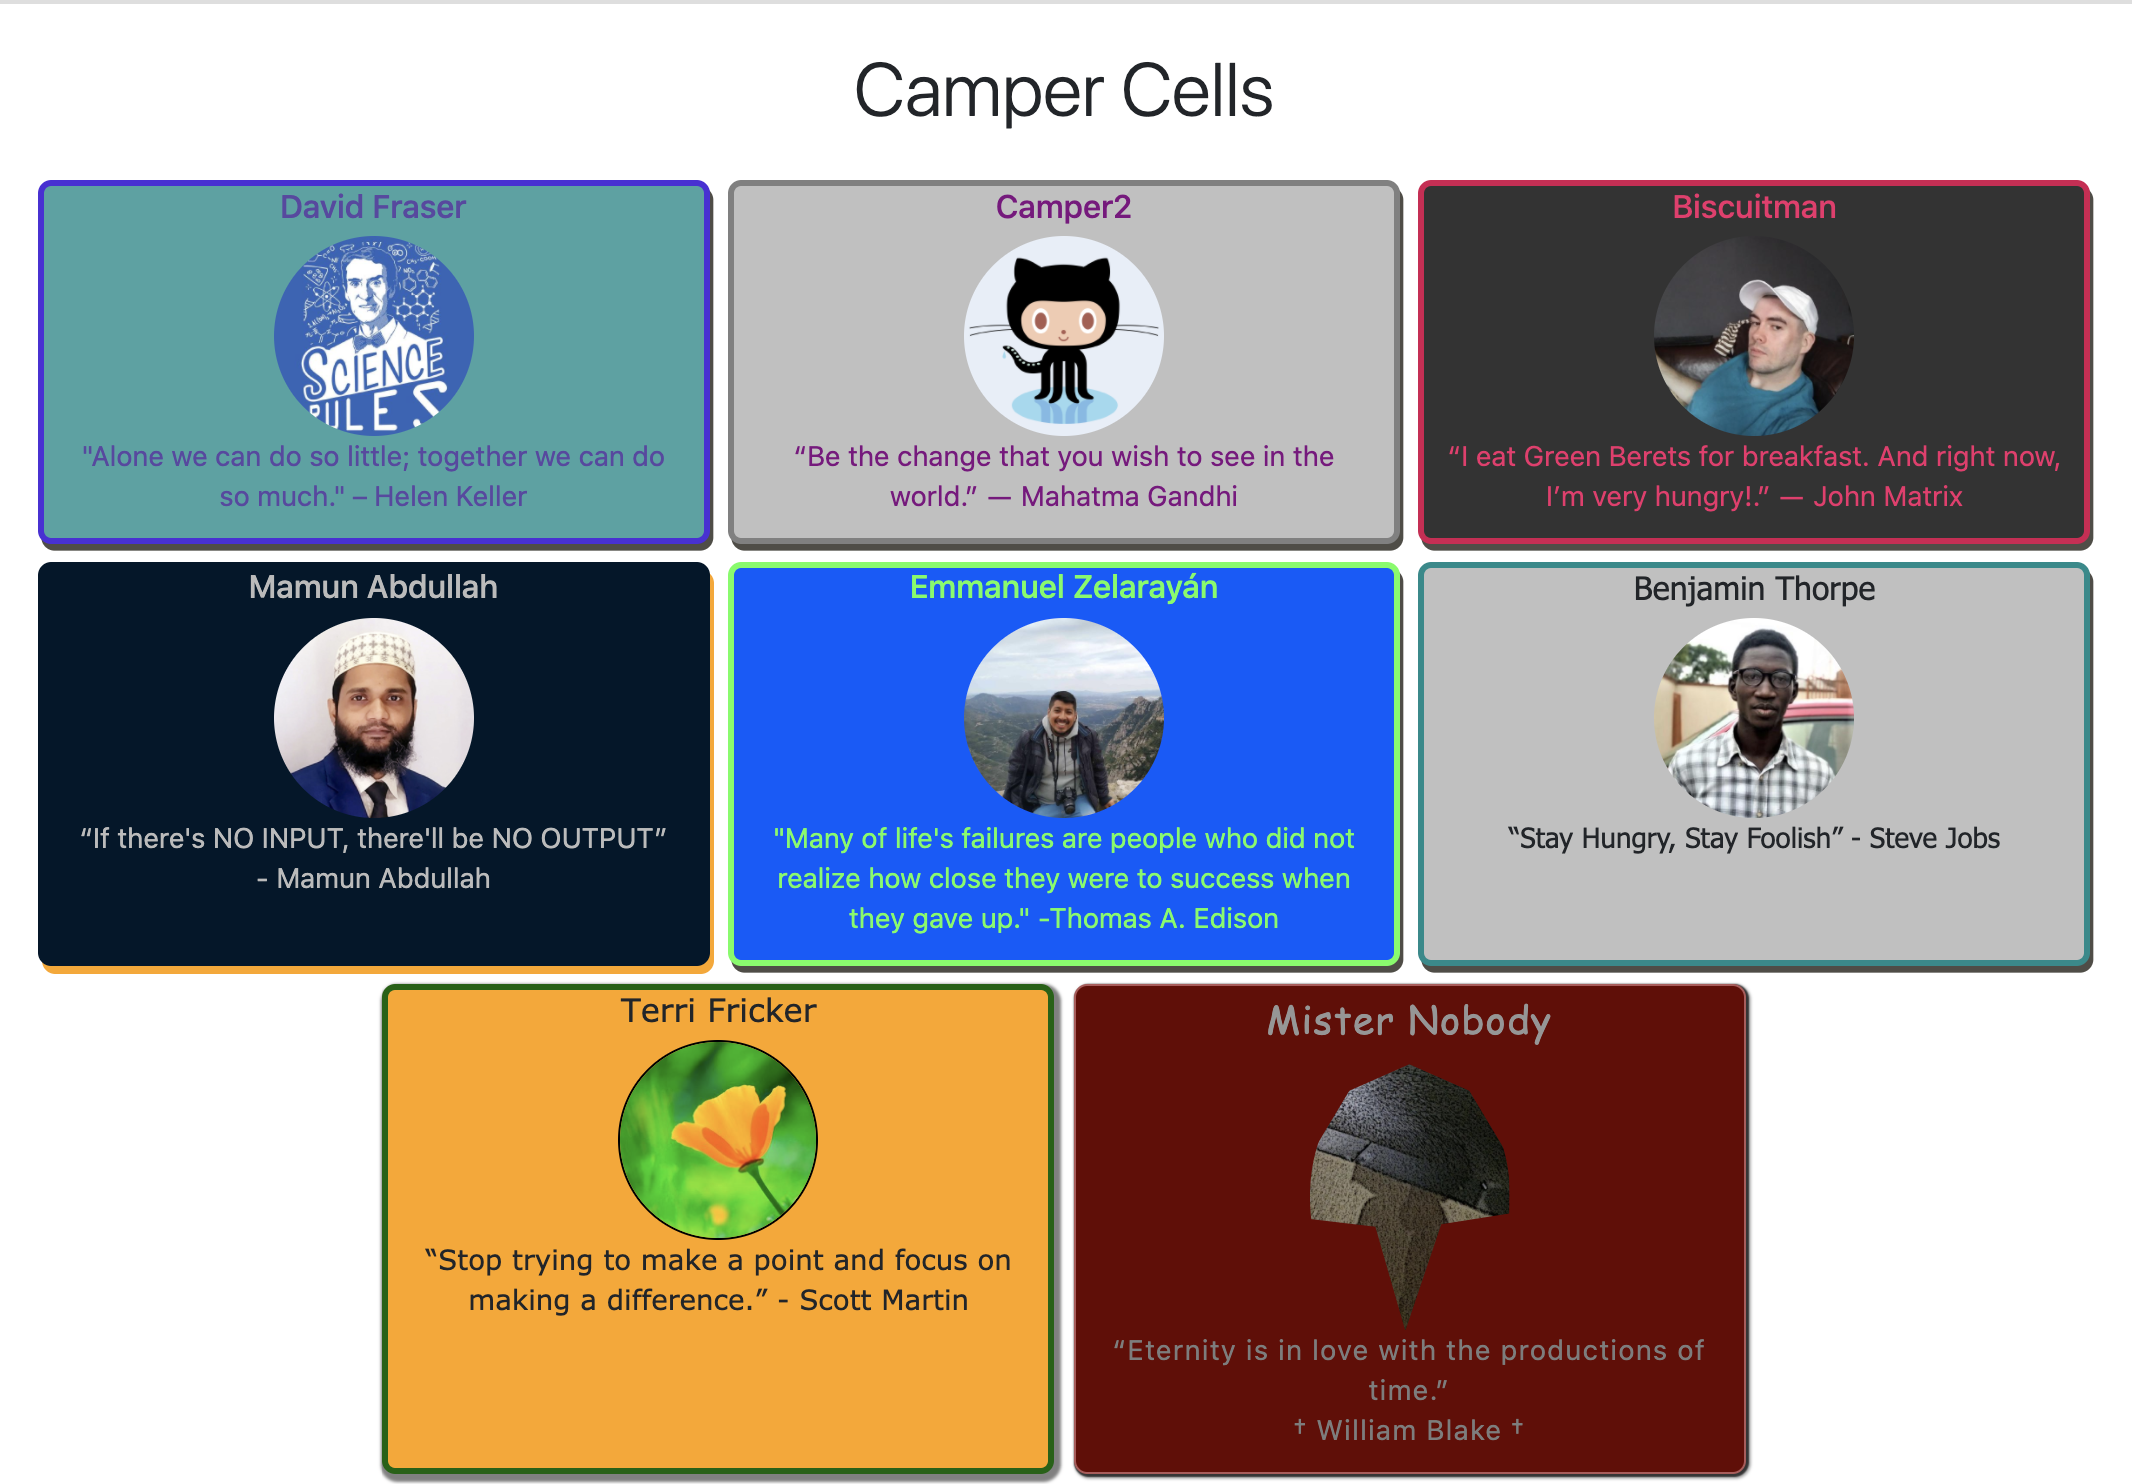 Camper Cells
David Fraser
SCIENCE
RULES
"Alone we can do so little; together we can do
so much." – Helen Keller
Camper2
“Be the change that you wish to see in the
world.” — Mahatma Gandhi
Biscuitman
“I eat Green Berets for breakfast. And right now,
I’m very hungry!.” — John Matrix
Mamun Abdullah
“If there's NO INPUT, there'll be NO OUTPUT”
- Mamun Abdullah
Emmanuel Zelarayán
"Many of life's failures are people who did not
realize how close they were to success when
they gave up." -Thomas A. Edison
Benjamin Thorpe
“Stay Hungry, Stay Foolish” - Steve Jobs
Terri Fricker
“Stop trying to make a point and focus on
making a difference.” - Scott Martin
Mister Nobody
“Eternity is in love with the productions of
time.”
† William Blake †